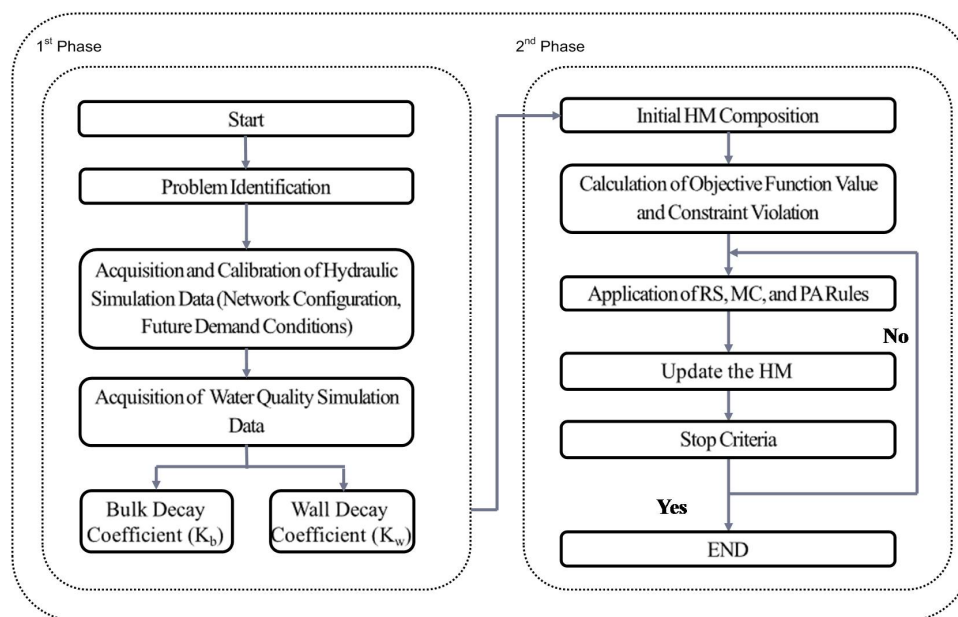 1st Phase
Start
Problem Identification
Acquisition and Calibration of Hydraulic
Simulation Data (Network Configuration,
Future Demand Conditions)
Acquisition of Water Quality Simulation
Data
Bulk Decay
Coefficient (Kb)
Wall Decay
Coefficient (Kw)
2nd Phase
Initial HM Composition
Calculation of Objective Function Value
and Constraint Violation
Application of RS, MC, and PA Rules
Update the HM
Stop Criteria
No
Yes
END